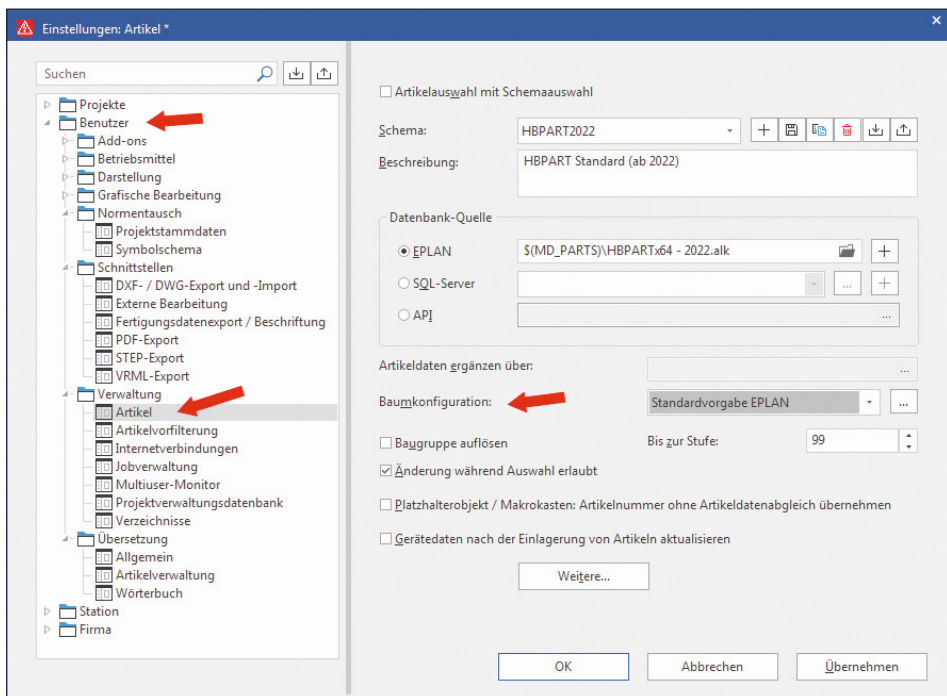 Einstellungen: Artikel *
Suchen
Projekte
Benutzer
Add-ons
Betriebsmittel
Darstellung
Grafische Bearbeitung
Normentausch
Projektstammdaten
Symbolschema
Schnittstellen
DXF- / DWG-Export und -Import
Externe Bearbeitung
Fertigungsdatenexport / Beschriftung
PDF-Export
STEP-Export
VRML-Export
Verwaltung
Artikel
Artikelvorfilterung
Internetverbindungen
Jobverwaltung
Multiuser-Monitor
Projektverwaltungsdatenbank
Verzeichnisse
Übersetzung
Allgemein
Artikelverwaltung
Wörterbuch
Station
Firma
Artikelauswahl mit Schemaauswahl
Schema: HBPART2022
Beschreibung: HBPART Standard (ab 2022)
Datenbank-Quelle
EPLAN $(MD_PARTS)\HBPARTx64 - 2022.alk
SQL-Server ...
API ...
Artikeldaten ergänzen über: ...
Baumkonfiguration: Standardvorgabe EPLAN ...
Baugruppe auflösen Bis zur Stufe: 99
Änderung während Auswahl erlaubt
Platzhalterobjekt / Makrokasten: Artikelnummer ohne Artikeldatenabgleich übernehmen
Gerätedaten nach der Einlagerung von Artikeln aktualisieren
Weitere...
OK Abbrechen Übernehmen